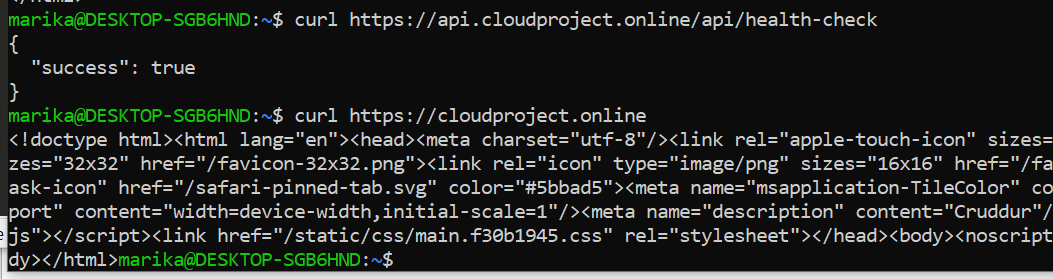 marika@DESKTOP-SGB6HND:~$ curl https://api.cloudproject.online/api/health-check
{
  "success": true
}
marika@DESKTOP-SGB6HND:~$ curl https://cloudproject.online
<!doctype html><html lang="en"><head><meta charset="utf-8"/><link rel="apple-touch-icon" sizes=
zes="32x32" href="/favicon-32x32.png"><link rel="icon" type="image/png" sizes="16x16" href="/fa
ask-icon" href="/safari-pinned-tab.svg" color="#5bbad5"><meta name="msapplication-TileColor" co
port" content="width=device-width,initial-scale=1"/><meta name="description" content="Cruddur"/
js"></script><link href="/static/css/main.f30b1945.css" rel="stylesheet"></head><body><noscript
dy></html>marika@DESKTOP-SGB6HND:~$